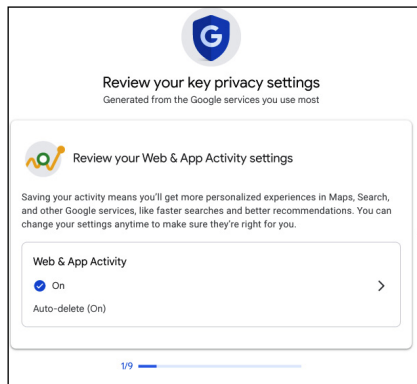 G
Review your key privacy settings
Generated from the Google services you use most
Review your Web & App Activity settings
Saving your activity means you'll get more personalized experiences in Maps, Search,
and other Google services, like faster searches and better recommendations. You can
change your settings anytime to make sure they're right for you.
Web & App Activity
On
Auto-delete (On)
1/9